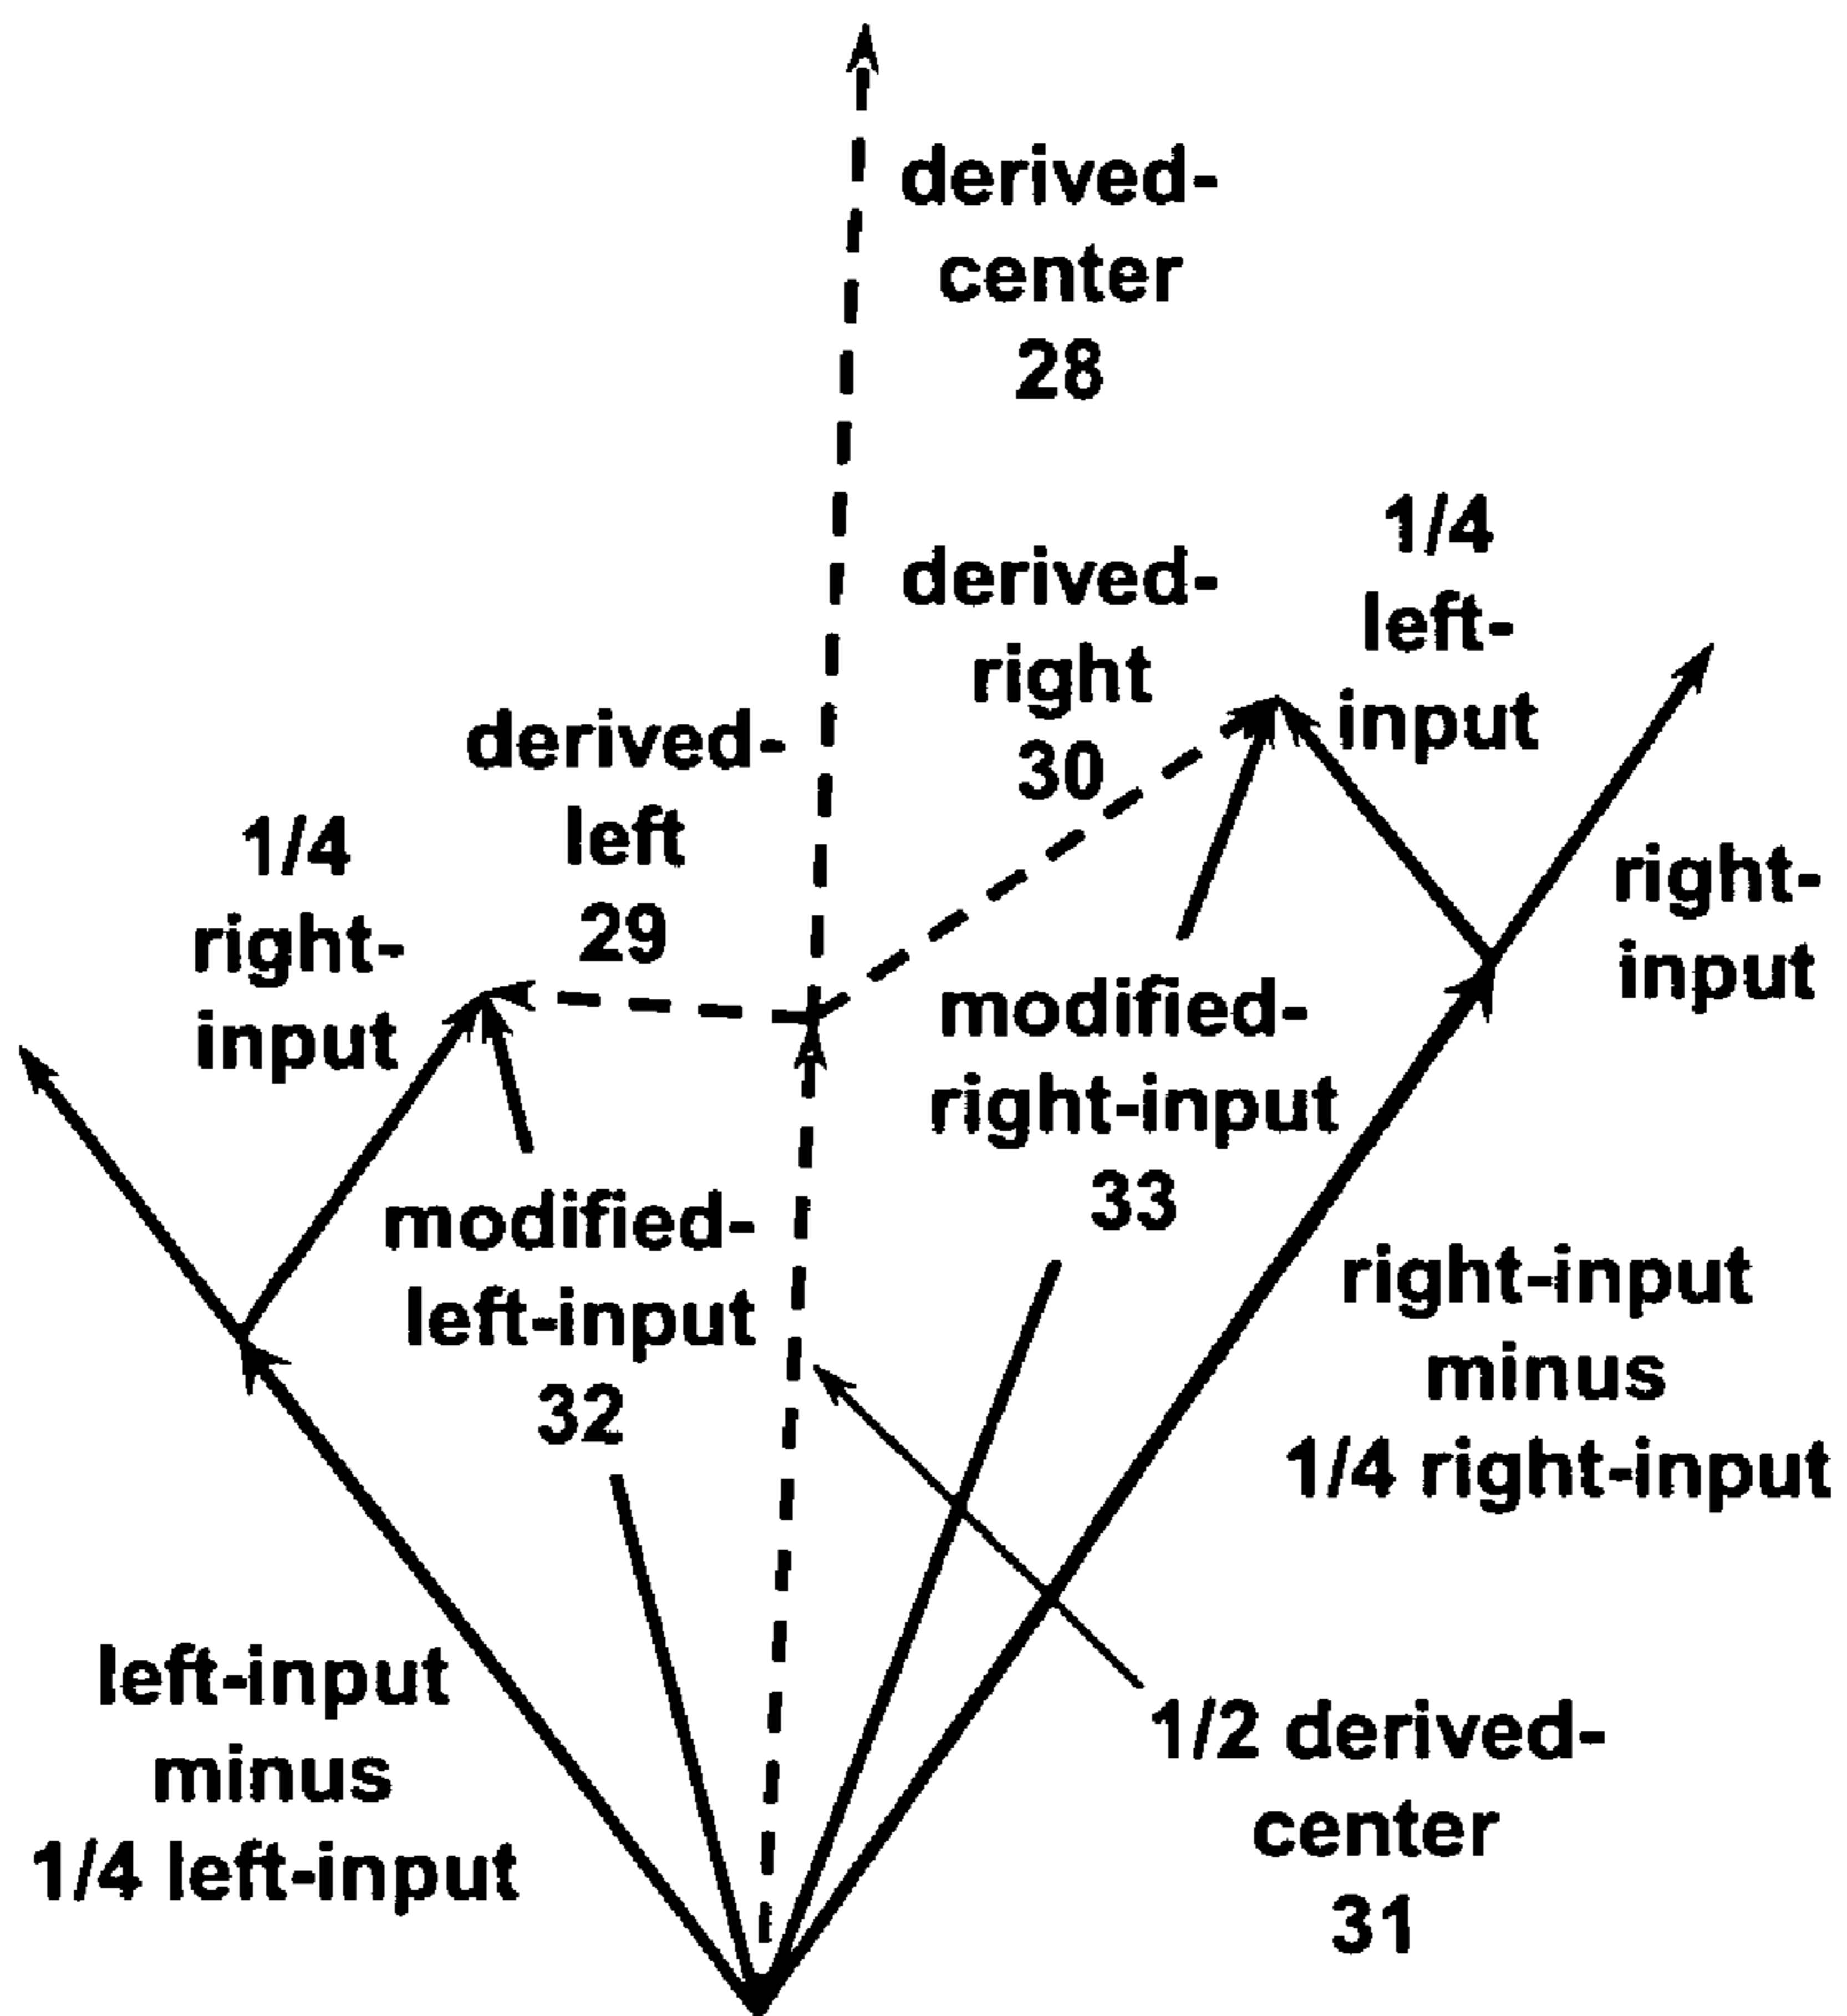 derived-
center
28
1/4
left-
input
derived-
right
30
derived-
left
29
1/4
right-
input
right-
input
modified-
right-input
33
modified-
left-input
32
right-input
minus
1/4 right-input
left-input
minus
1/4 left-input
1/2 derived-
center
31